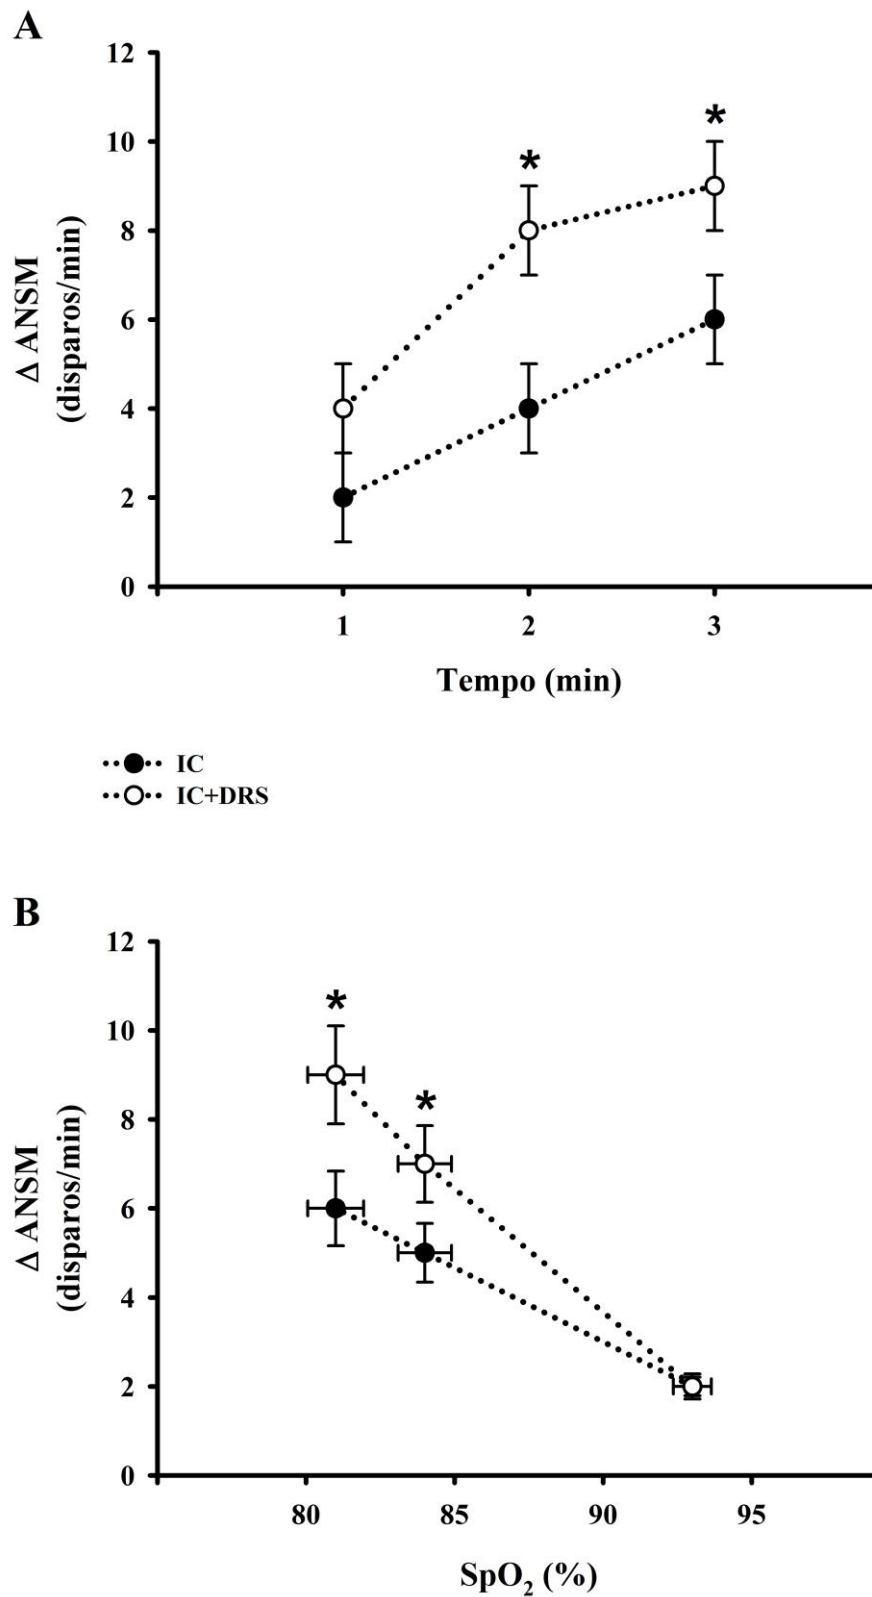 A
12
10
8
6
4
2
0
Δ ANSM
(disparos/min)
*
*
1 2 3
Tempo (min)
IC
IC+DRS
B
12
10
8
6
4
2
0
Δ ANSM
(disparos/min)
*
*
80 85 90 95
SpO₂ (%)